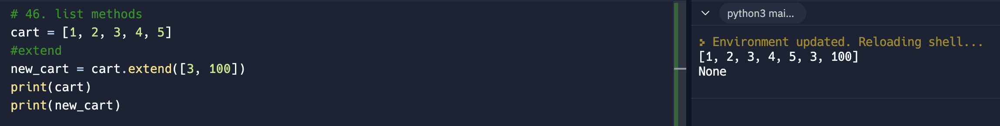 # 46. list methods
cart = [1, 2, 3, 4, 5]
#extend
new_cart = cart.extend([3, 100])
print(cart)
print(new_cart)
python3 mai...
Environment updated. Reloading shell...
[1, 2, 3, 4, 5, 3, 100]
None